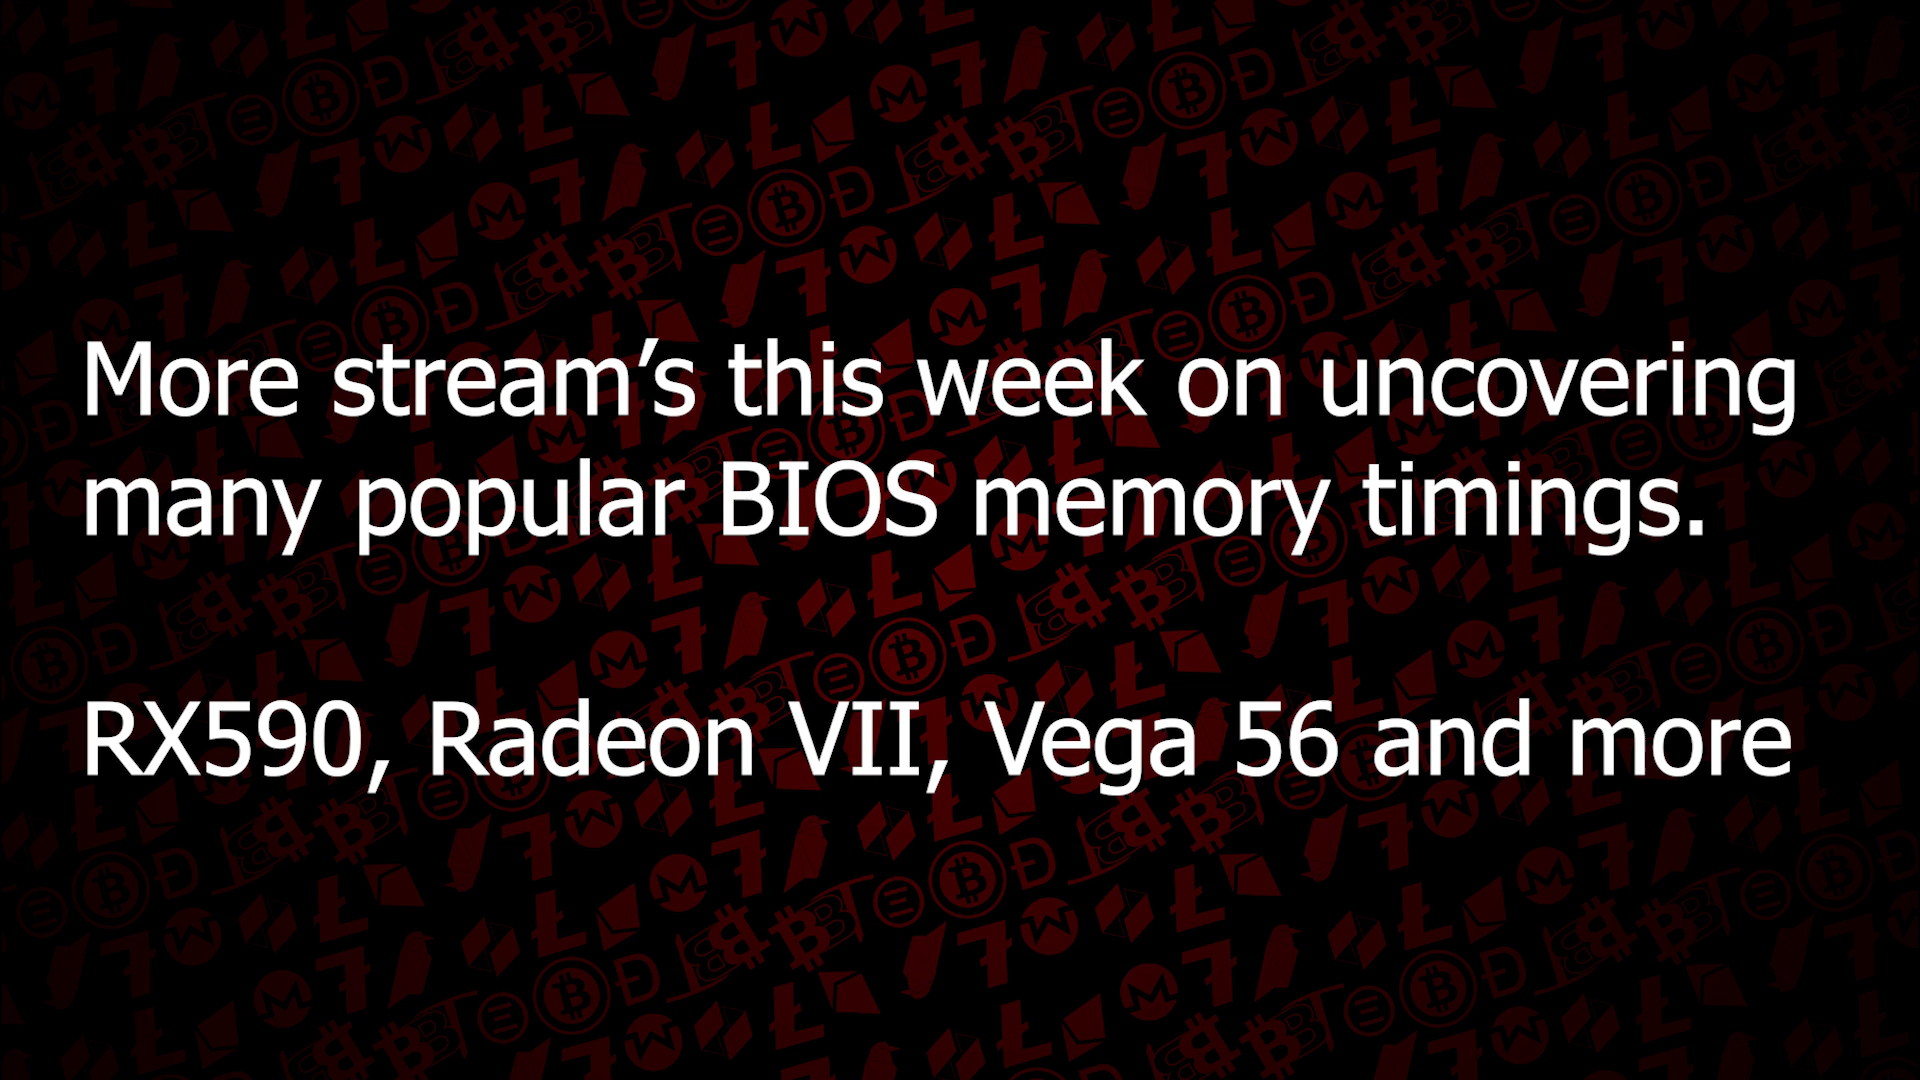 More stream’s this week on uncovering
many popular BIOS memory timings.
RX590, Radeon VII, Vega 56 and more